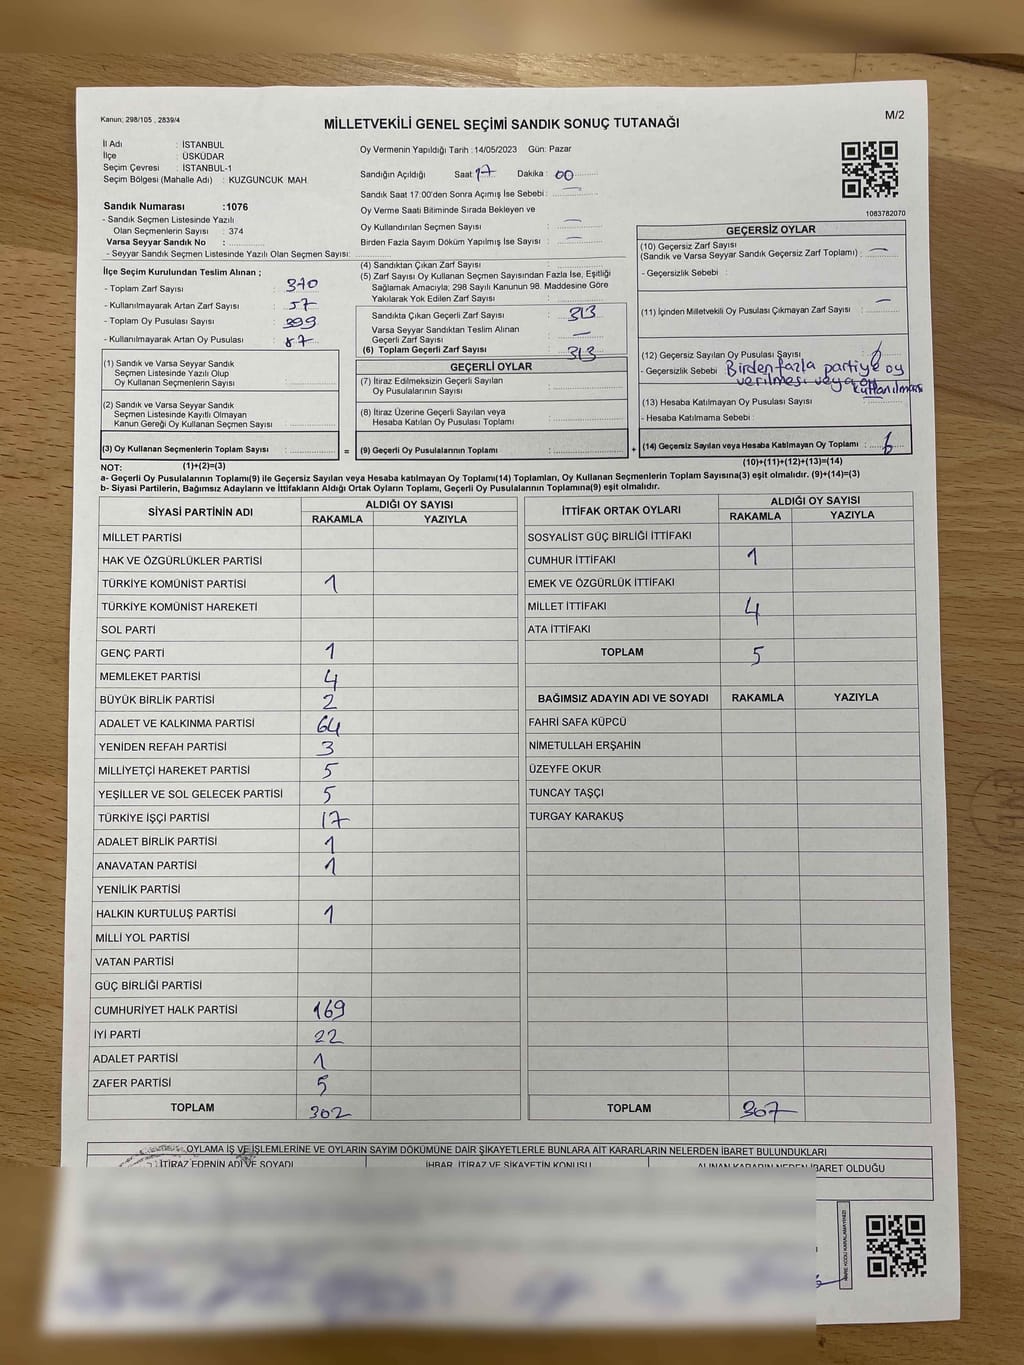 Kanun; 298/105 , 2839/4
M/2
MİLLETVEKİLİ GENEL SEÇİMİ SANDIK SONUÇ TUTANAĞI
İl Adı : İSTANBUL
İlçe : ÜSKÜDAR
Seçim Çevresi : İSTANBUL-1
Seçim Bölgesi (Mahalle Adı) : KUZGUNCUK MAH.
Sandık Numarası :1076
- Sandık Seçmen Listesinde Yazılı
Olan Seçmenlerin Sayısı : 374
Varsa Seyyar Sandık No :
- Seyyar Sandık Seçmen Listesinde Yazılı Olan Seçmen Sayısı:
Oy Vermenin Yapıldığı Tarih : 14/05/2023 Gün: Pazar
Sandığın Açıldığı Saat 17 Dakika : 00
Sandık Saat 17:00'den Sonra Açımış İse Sebebi : —
Oy Verme Saati Bitiminde Sırada Bekleyen ve
Oy Kullandırılan Seçmen Sayısı : —
Birden Fazla Sayım Döküm Yapılmış İse Sayısı : —
1083782070
İlçe Seçim Kurulundan Teslim Alınan ;
- Toplam Zarf Sayısı : 370
- Kullanılmayarak Artan Zarf Sayısı : 57
- Toplam Oy Pusulası Sayısı : 399
- Kullanılmayarak Artan Oy Pusulası : 87
(4) Sandıktan Çıkan Zarf Sayısı :
(5) Zarf Sayısı Oy Kullanan Seçmen Sayısından Fazla İse, Eşitliği
Sağlamak Amacıyla; 298 Sayılı Kanunun 98. Maddesine Göre
Yakılarak Yok Edilen Zarf Sayısı :
Sandıkta Çıkan Geçerli Zarf Sayısı : 313
Varsa Seyyar Sandıktan Teslim Alınan
Geçerli Zarf Sayısı : —
(6) Toplam Geçerli Zarf Sayısı : 313
GEÇERSİZ OYLAR
(10) Geçersiz Zarf Sayısı
(Sandık ve Varsa Seyyar Sandık Geçersiz Zarf Toplamı) : —
- Geçersizlik Sebebi :
(11) İçinden Milletvekili Oy Pusulası Çıkmayan Zarf Sayısı : —
(12) Geçersiz Sayılan Oy Pusulası Sayısı : 6
- Geçersizlik Sebebi : Birden fazla partiye oy
verilmesi veya oy kullanılması
(13) Hesaba Katılmayan Oy Pusulası Sayısı :
- Hesaba Katılmama Sebebi :
(14) Geçersiz Sayılan veya Hesaba Katılmayan Oy Toplamı : 6
(1) Sandık ve Varsa Seyyar Sandık
Seçmen Listesinde Yazılı Olup
Oy Kullanan Seçmenlerin Sayısı :
(2) Sandık ve Varsa Seyyar Sandık
Seçmen Listesinde Kayıtlı Olmayan
Kanun Gereği Oy Kullanan Seçmen Sayısı :
(3) Oy Kullanan Seçmenlerin Toplam Sayısı : =
GEÇERLİ OYLAR
(7) İtiraz Edilmeksizin Geçerli Sayılan
Oy Pusulalarının Sayısı :
(8) İtiraz Üzerine Geçerli Sayılan veya
Hesaba Katılan Oy Pusulası Toplamı :
(9) Geçerli Oy Pusulalarının Toplamı : +
NOT: (1)+(2)=(3)
(10)+(11)+(12)+(13)=(14)
a- Geçerli Oy Pusulalarının Toplamı(9) ile Geçersiz Sayılan veya Hesaba katılmayan Oy Toplamı(14) Toplamları, Oy Kullanan Seçmenlerin Toplam Sayısına(3) eşit olmalıdır. (9)+(14)=(3)
b- Siyasi Partilerin, Bağımsız Adayların ve İttifakların Aldığı Ortak Oyların Toplamı, Geçerli Oy Pusulalarının Toplamına(9) eşit olmalıdır.
SİYASİ PARTİNİN ADI ALDIĞI OY SAYISI
RAKAMLA YAZIYLA
MİLLET PARTİSİ
HAK VE ÖZGÜRLÜKLER PARTİSİ
TÜRKİYE KOMÜNİST PARTİSİ 1
TÜRKİYE KOMÜNİST HAREKETİ
SOL PARTİ
GENÇ PARTİ 1
MEMLEKET PARTİSİ 4
BÜYÜK BİRLİK PARTİSİ 2
ADALET VE KALKINMA PARTİSİ 64
YENİDEN REFAH PARTİSİ 3
MİLLİYETÇİ HAREKET PARTİSİ 5
YEŞİLLER VE SOL GELECEK PARTİSİ 5
TÜRKİYE İŞÇİ PARTİSİ 17
ADALET BİRLİK PARTİSİ 1
ANAVATAN PARTİSİ 1
YENİLİK PARTİSİ
HALKIN KURTULUŞ PARTİSİ 1
MİLLİ YOL PARTİSİ
VATAN PARTİSİ
GÜÇ BİRLİĞİ PARTİSİ
CUMHURİYET HALK PARTİSİ 169
İYİ PARTİ 22
ADALET PARTİSİ 1
ZAFER PARTİSİ 5
TOPLAM 302
İTTİFAK ORTAK OYLARI ALDIĞI OY SAYISI
RAKAMLA YAZIYLA
SOSYALİST GÜÇ BİRLİĞİ İTTİFAKI
CUMHUR İTTİFAKI 1
EMEK VE ÖZGÜRLÜK İTTİFAKI
MİLLET İTTİFAKI 4
ATA İTTİFAKI
TOPLAM 5
BAĞIMSIZ ADAYIN ADI VE SOYADI RAKAMLA YAZIYLA
FAHRİ SAFA KÜPCÜ
NİMETULLAH ERŞAHİN
ÜZEYFE OKUR
TUNCAY TAŞÇI
TURGAY KARAKUŞ
TOPLAM 307
OYLAMA İŞ VE İŞLEMLERİNE VE OYLARIN SAYIM DÖKÜMÜNE DAİR ŞİKAYETLERLE BUNLARA AİT KARARLARIN NELERDEN İBARET BULUNDUKLARI
İTİRAZ EDENİN ADI VE SOYADI İHBAR, İTİRAZ VE ŞİKAYETİN KONUSU ALINAN KARARIN NEDEN İBARET OLDUĞU